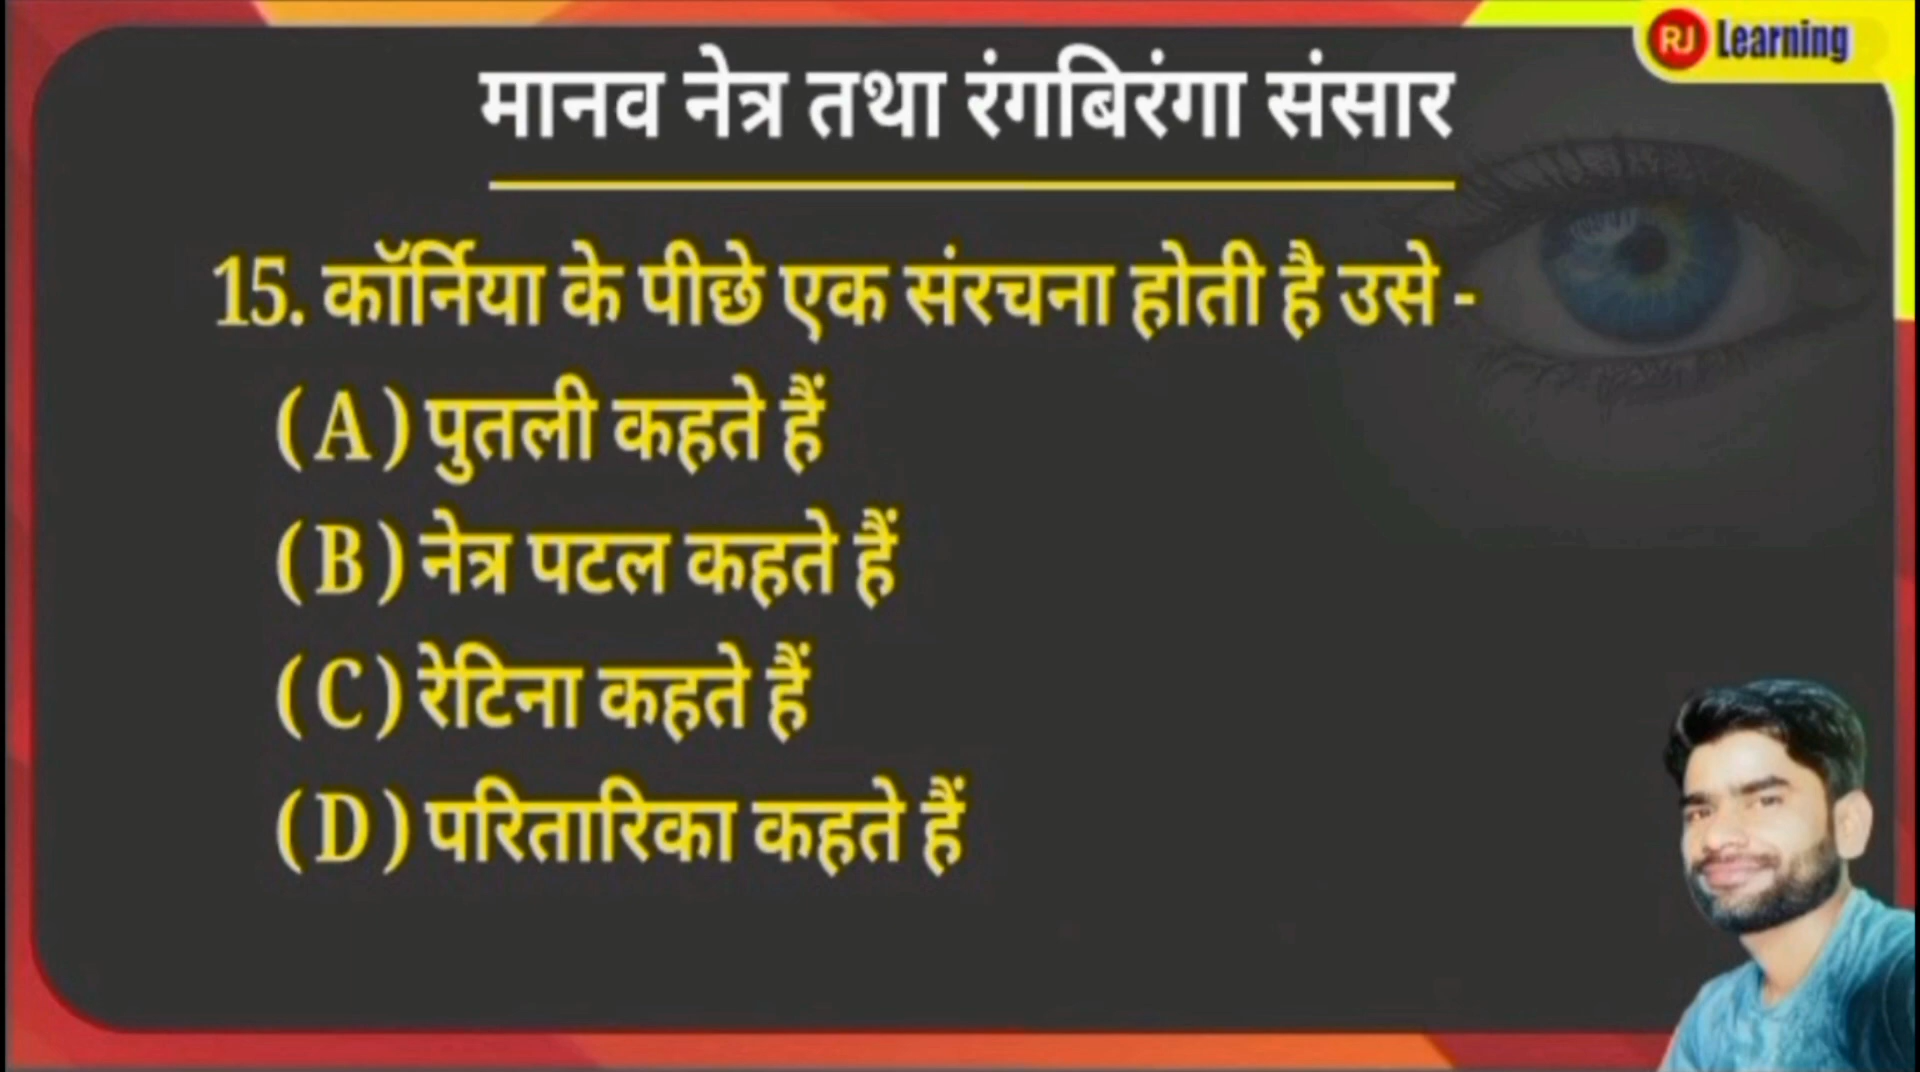 RJ Learning
मानव नेत्र तथा रंगबिरंगा संसार
15. कॉर्निया के पीछे एक संरचना होती है उसे -
(A) पुतली कहते हैं
(B) नेत्र पटल कहते हैं
(C) रेटिना कहते हैं
(D) परितारिका कहते हैं